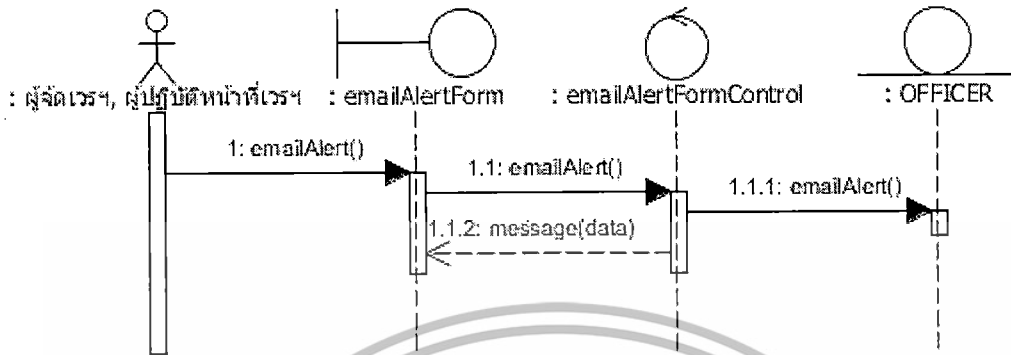 : ผู้จัดเวรฯ, ผู้ปฏิบัติหน้าที่เวรฯ : emailAlertForm : emailAlertFormControl : OFFICER
1: emailAlert()
1.1: emailAlert()
1.1.1: emailAlert()
1.1.2: message(data)